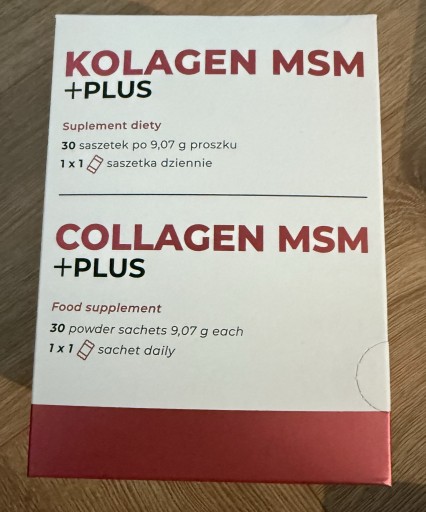 KOLAGEN MSM
+PLUS
Suplement diety
30 saszetek po 9,07 g proszku
1 x 1 saszetka dziennie
COLLAGEN MSM
+PLUS
Food supplement
30 powder sachets 9,07 g each
1 x 1 sachet daily